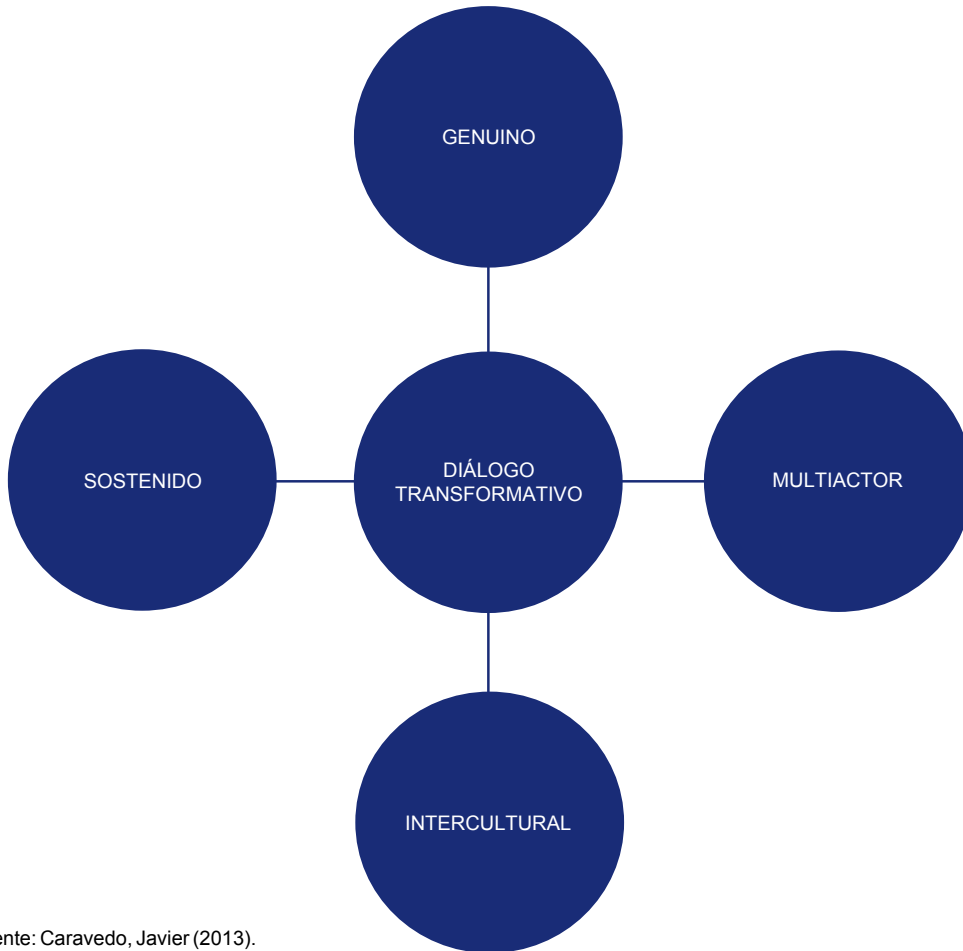 GENUINO
SOSTENIDO
DIÁLOGO
TRANSFORMATIVO
MULTIACTOR
INTERCULTURAL
ente: Caravedo, Javier (2013).